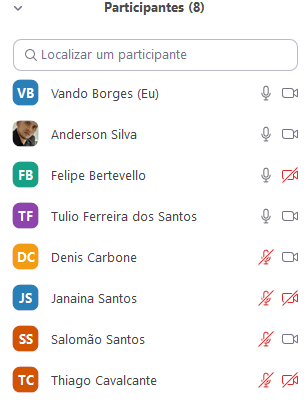 Participantes (8)
Localizar um participante
VB Vando Borges (Eu)
Anderson Silva
FB Felipe Bertevello
TF Tulio Ferreira dos Santos
DC Denis Carbone
JS Janaina Santos
SS Salomão Santos
TC Thiago Cavalcante